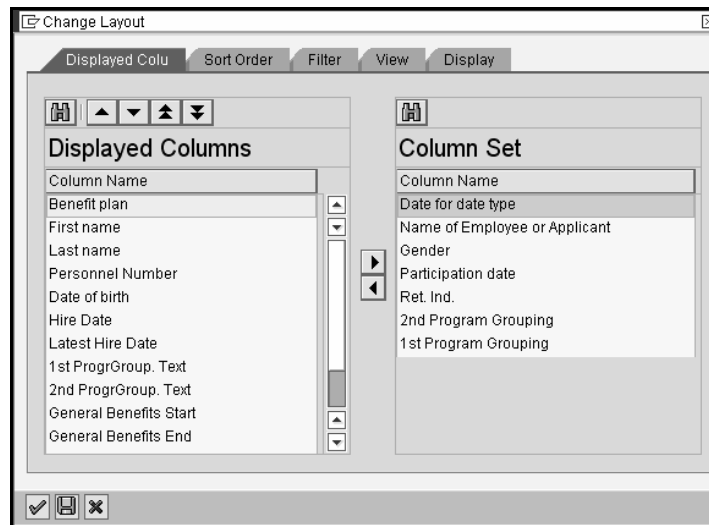 Change Layout
Displayed Colu Sort Order Filter View Display
Displayed Columns
Column Name
Benefit plan
First name
Last name
Personnel Number
Date of birth
Hire Date
Latest Hire Date
1st ProgrGroup. Text
2nd ProgrGroup. Text
General Benefits Start
General Benefits End
Column Set
Column Name
Date for date type
Name of Employee or Applicant
Gender
Participation date
Ret. Ind.
2nd Program Grouping
1st Program Grouping